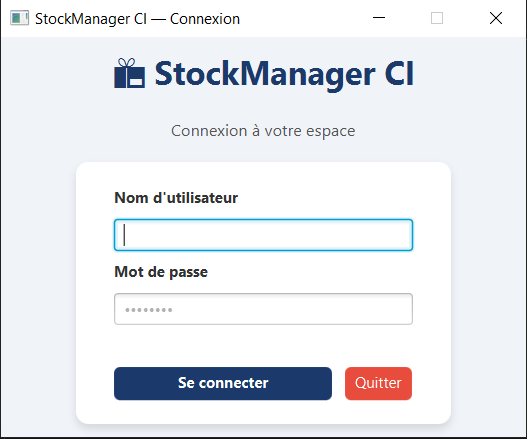 StockManager CI — Connexion
StockManager CI
Connexion à votre espace
Nom d'utilisateur
Mot de passe
••••••••
Se connecter Quitter